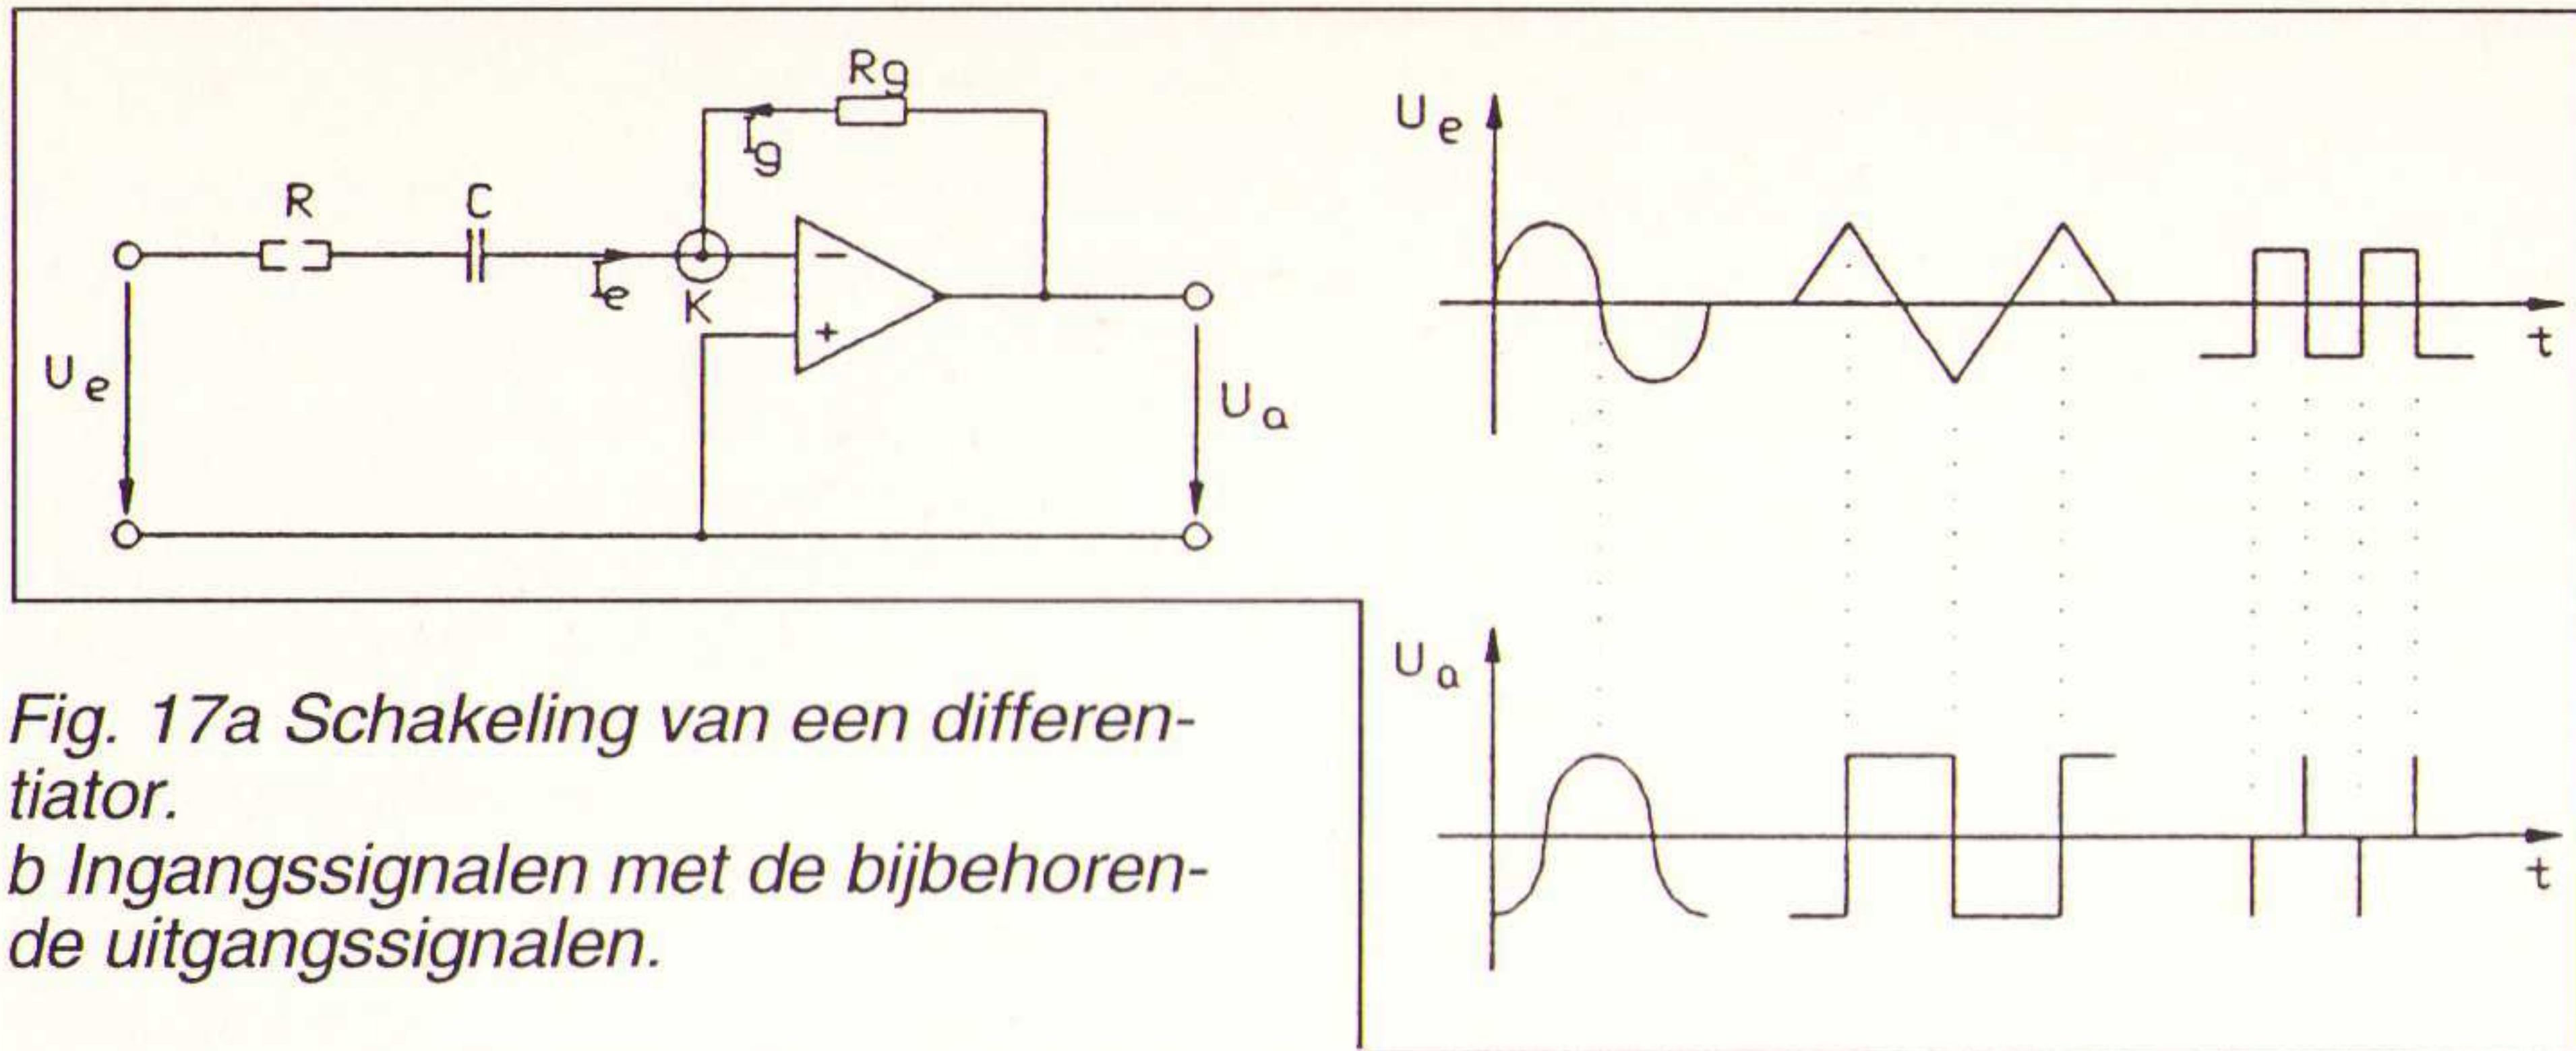 Rg
Ig
R
C
Ie
K
−
+
Ue
Ua
Ue
t
Ua
t
Fig. 17a Schakeling van een differen-
tiator.
b Ingangssignalen met de bijbehoren-
de uitgangssignalen.